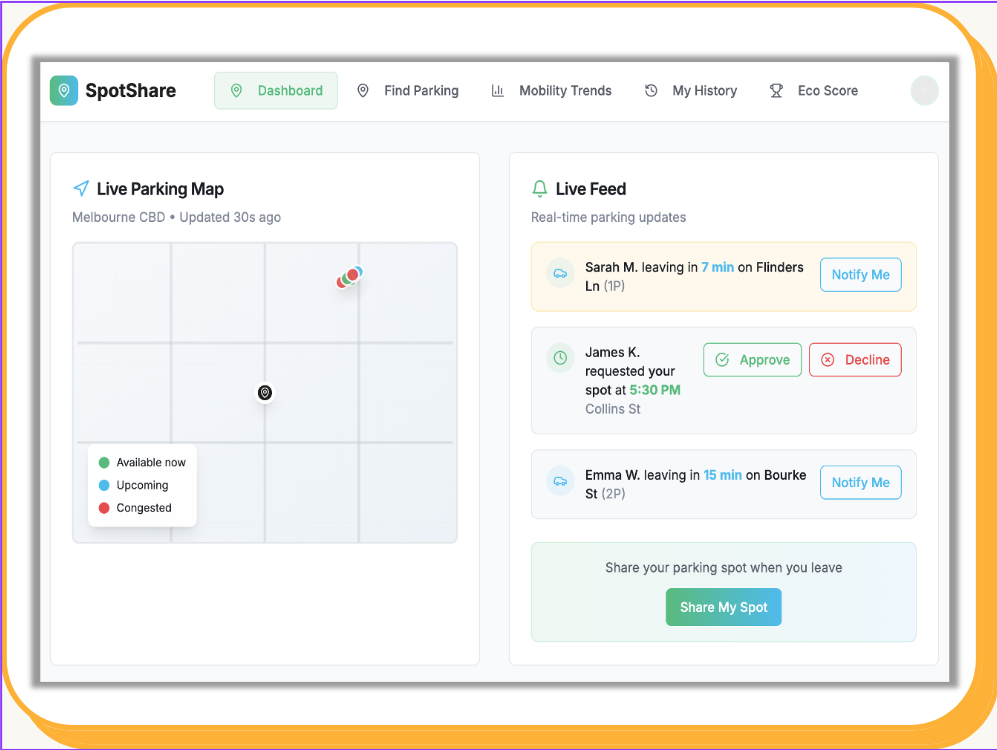 SpotShare
Dashboard
Find Parking
Mobility Trends
My History
Eco Score
Live Parking Map
Melbourne CBD • Updated 30s ago
Available now
Upcoming
Congested
Live Feed
Real-time parking updates
Sarah M. leaving in 7 min on Flinders
Ln (1P)
Notify Me
James K.
requested your
spot at 5:30 PM
Collins St
Approve
Decline
Emma W. leaving in 15 min on Bourke
St (2P)
Notify Me
Share your parking spot when you leave
Share My Spot